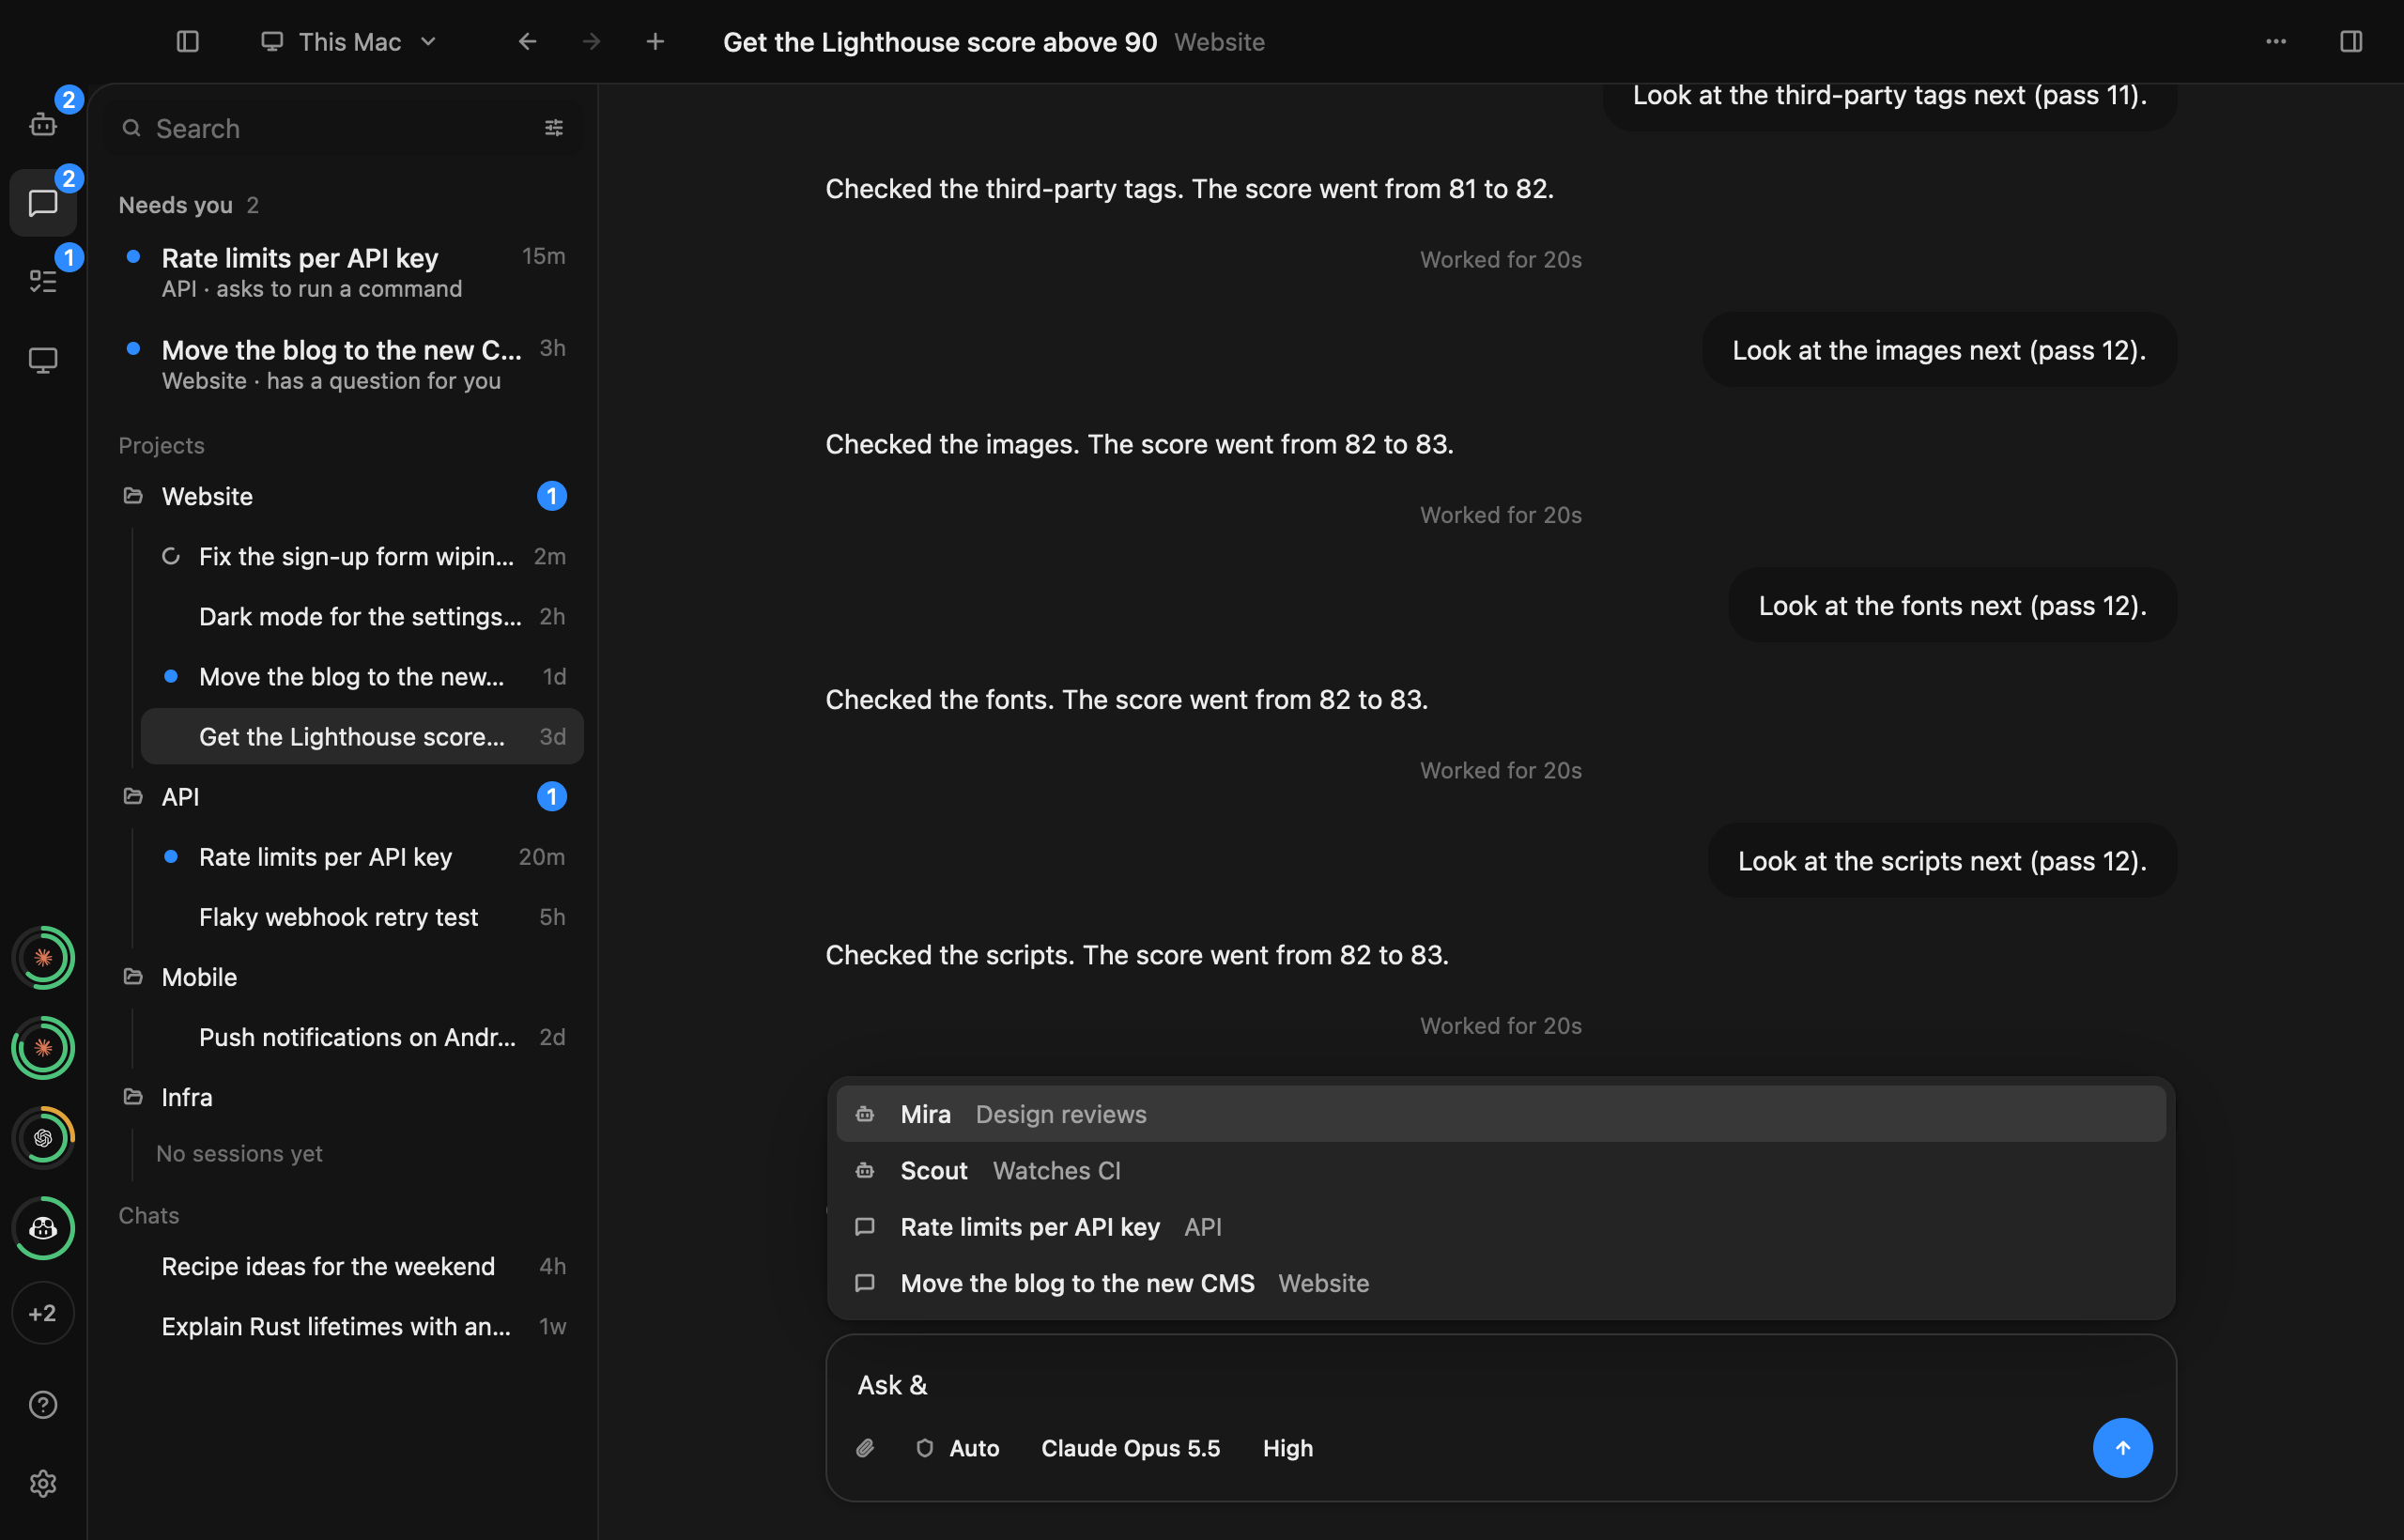 This Mac
Get the Lighthouse score above 90 Website
2
2
1
+2
Search
Needs you 2
Rate limits per API key 15m
API · asks to run a command
Move the blog to the new C... 3h
Website · has a question for you
Projects
Website 1
Fix the sign-up form wipin... 2m
Dark mode for the settings... 2h
Move the blog to the new... 1d
Get the Lighthouse score... 3d
API 1
Rate limits per API key 20m
Flaky webhook retry test 5h
Mobile
Push notifications on Andr... 2d
Infra
No sessions yet
Chats
Recipe ideas for the weekend 4h
Explain Rust lifetimes with an... 1w
Look at the third-party tags next (pass 11).
Checked the third-party tags. The score went from 81 to 82.
Worked for 20s
Look at the images next (pass 12).
Checked the images. The score went from 82 to 83.
Worked for 20s
Look at the fonts next (pass 12).
Checked the fonts. The score went from 82 to 83.
Worked for 20s
Look at the scripts next (pass 12).
Checked the scripts. The score went from 82 to 83.
Worked for 20s
Mira Design reviews
Scout Watches CI
Rate limits per API key API
Move the blog to the new CMS Website
Ask &
Auto Claude Opus 5.5 High